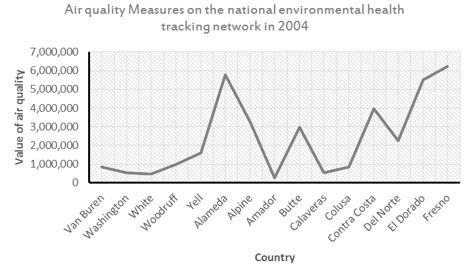 Air quality Measures on the national environmental health
tracking network in 2004
7,000,000
6,000,000
5,000,000
4,000,000
3,000,000
2,000,000
1,000,000
0
Value of air quality
Van Buren
Washington
White
Woodruff
Yell
Alameda
Alpine
Amador
Butte
Calaveras
Colusa
Contra Costa
Del Norte
El Dorado
Fresno
Country